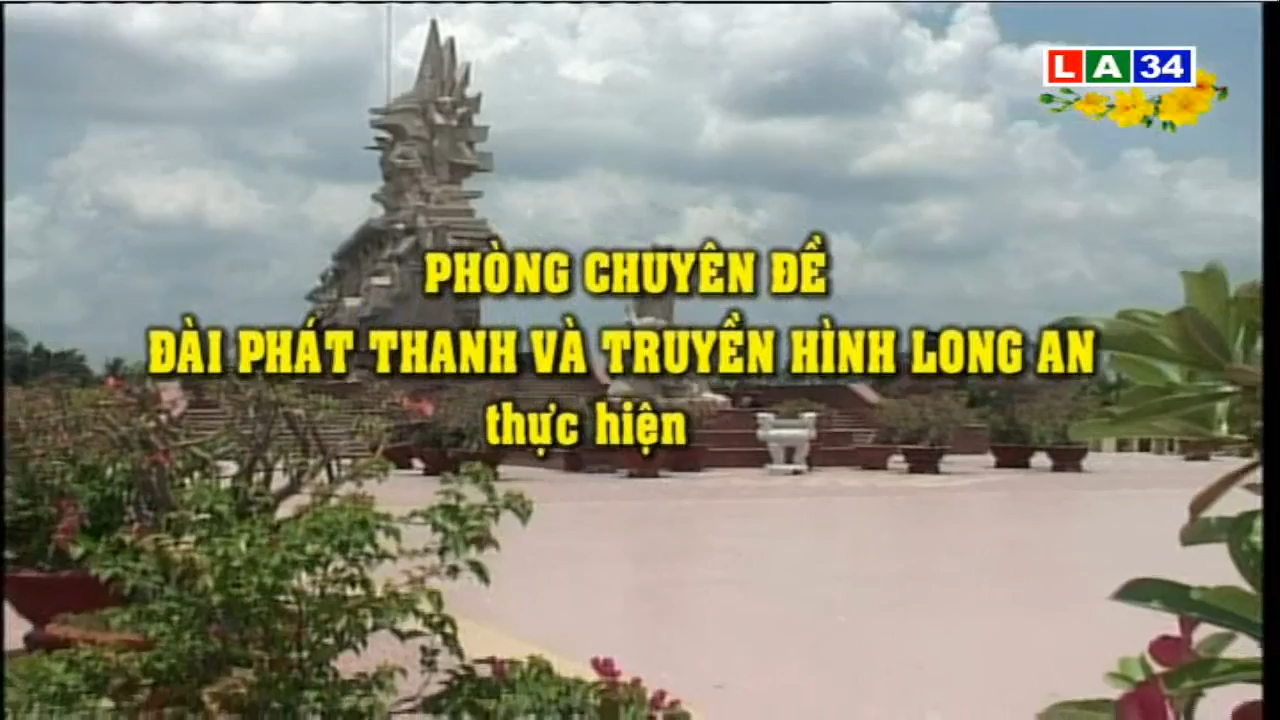 LA34
PHÒNG CHUYÊN ĐỀ
ĐÀI PHÁT THANH VÀ TRUYỀN HÌNH LONG AN
thực hiện